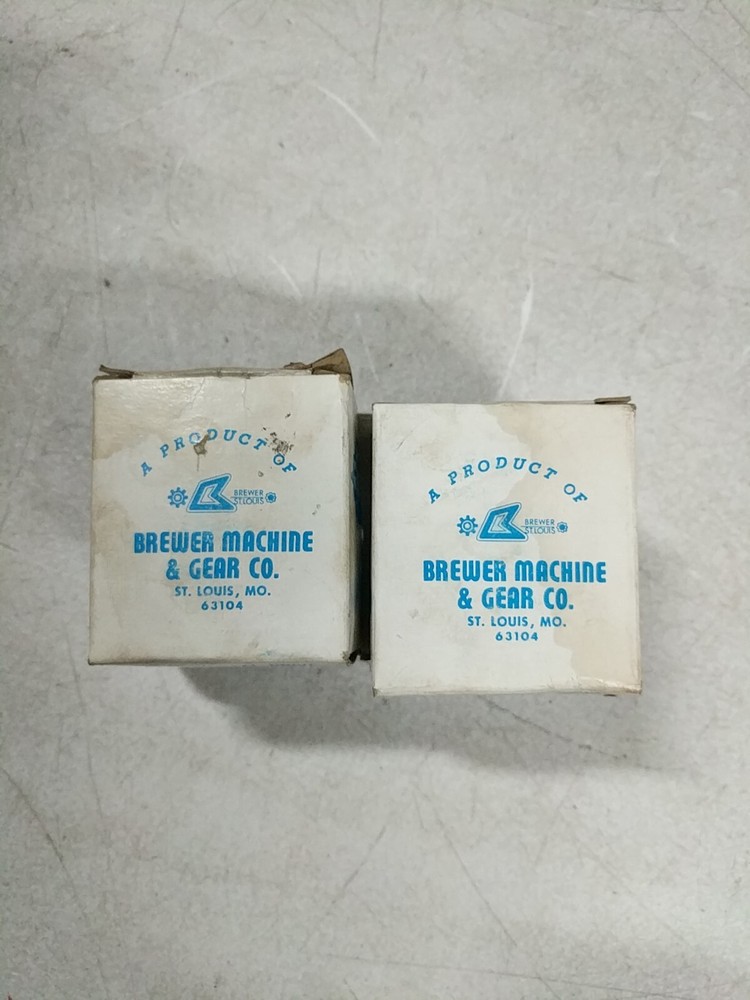 A PRODUCT OF
BREWER
ST.LOUIS
BREWER MACHINE
& GEAR CO.
ST. LOUIS, MO.
63104
A PRODUCT OF
BREWER
ST.LOUIS
BREWER MACHINE
& GEAR CO.
ST. LOUIS, MO.
63104